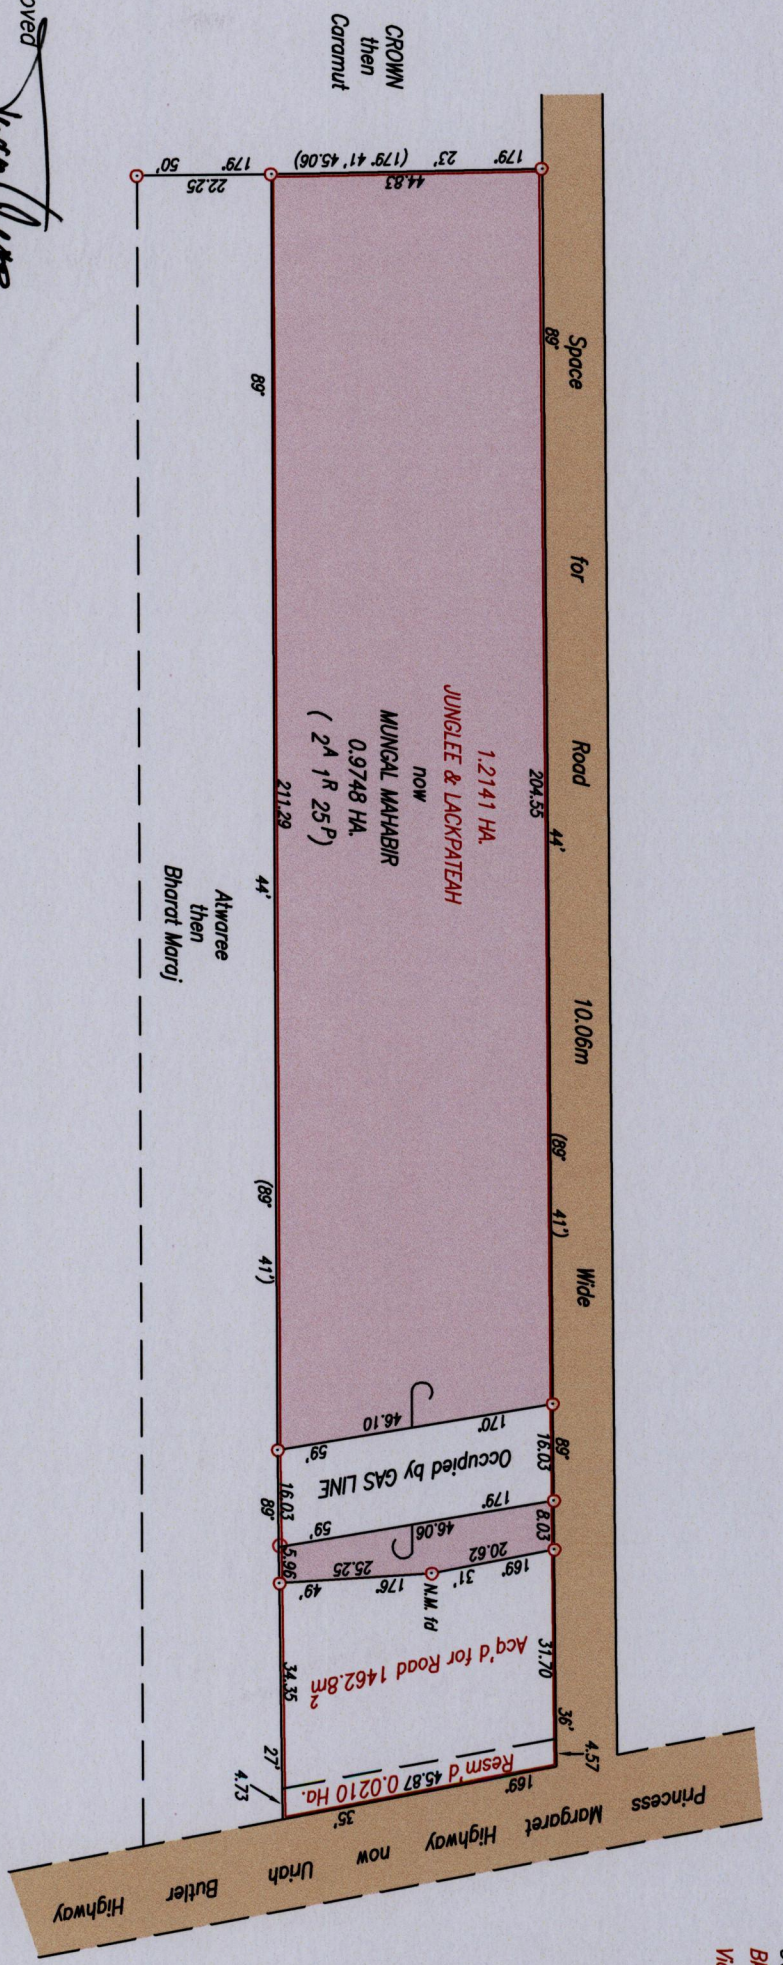 oved
CROWN
then
Caramut
179° 50'
22.25
179° 23' (179° 41' 45.06)
44.83
Space for Road 10.06m Wide
89° 44' (89° 41')
204.55
1.2141 HA.
JUNGLEE & LACKPATEAH
now
MUNGAL MAHABIR
0.9748 HA.
( 2A 1R 25P)
89° 44' (89° 41')
211.29
Atwaree
then
Bharat Maraj
170° 59'
46.10
89°
16.03
Occupied by GAS LINE
16.03
89°
179° 59'
46.06
8.03
5.96
169° 31'
20.62
N.M. fd
176° 49'
25.25
31.70
36'
Acq'd for Road 1462.8m2
34.35
27'
4.57
4.73
Resm'd 0.0210 Ha.
45.87
169° 35'
Princess Margaret Highway now Uriah Butler Highway